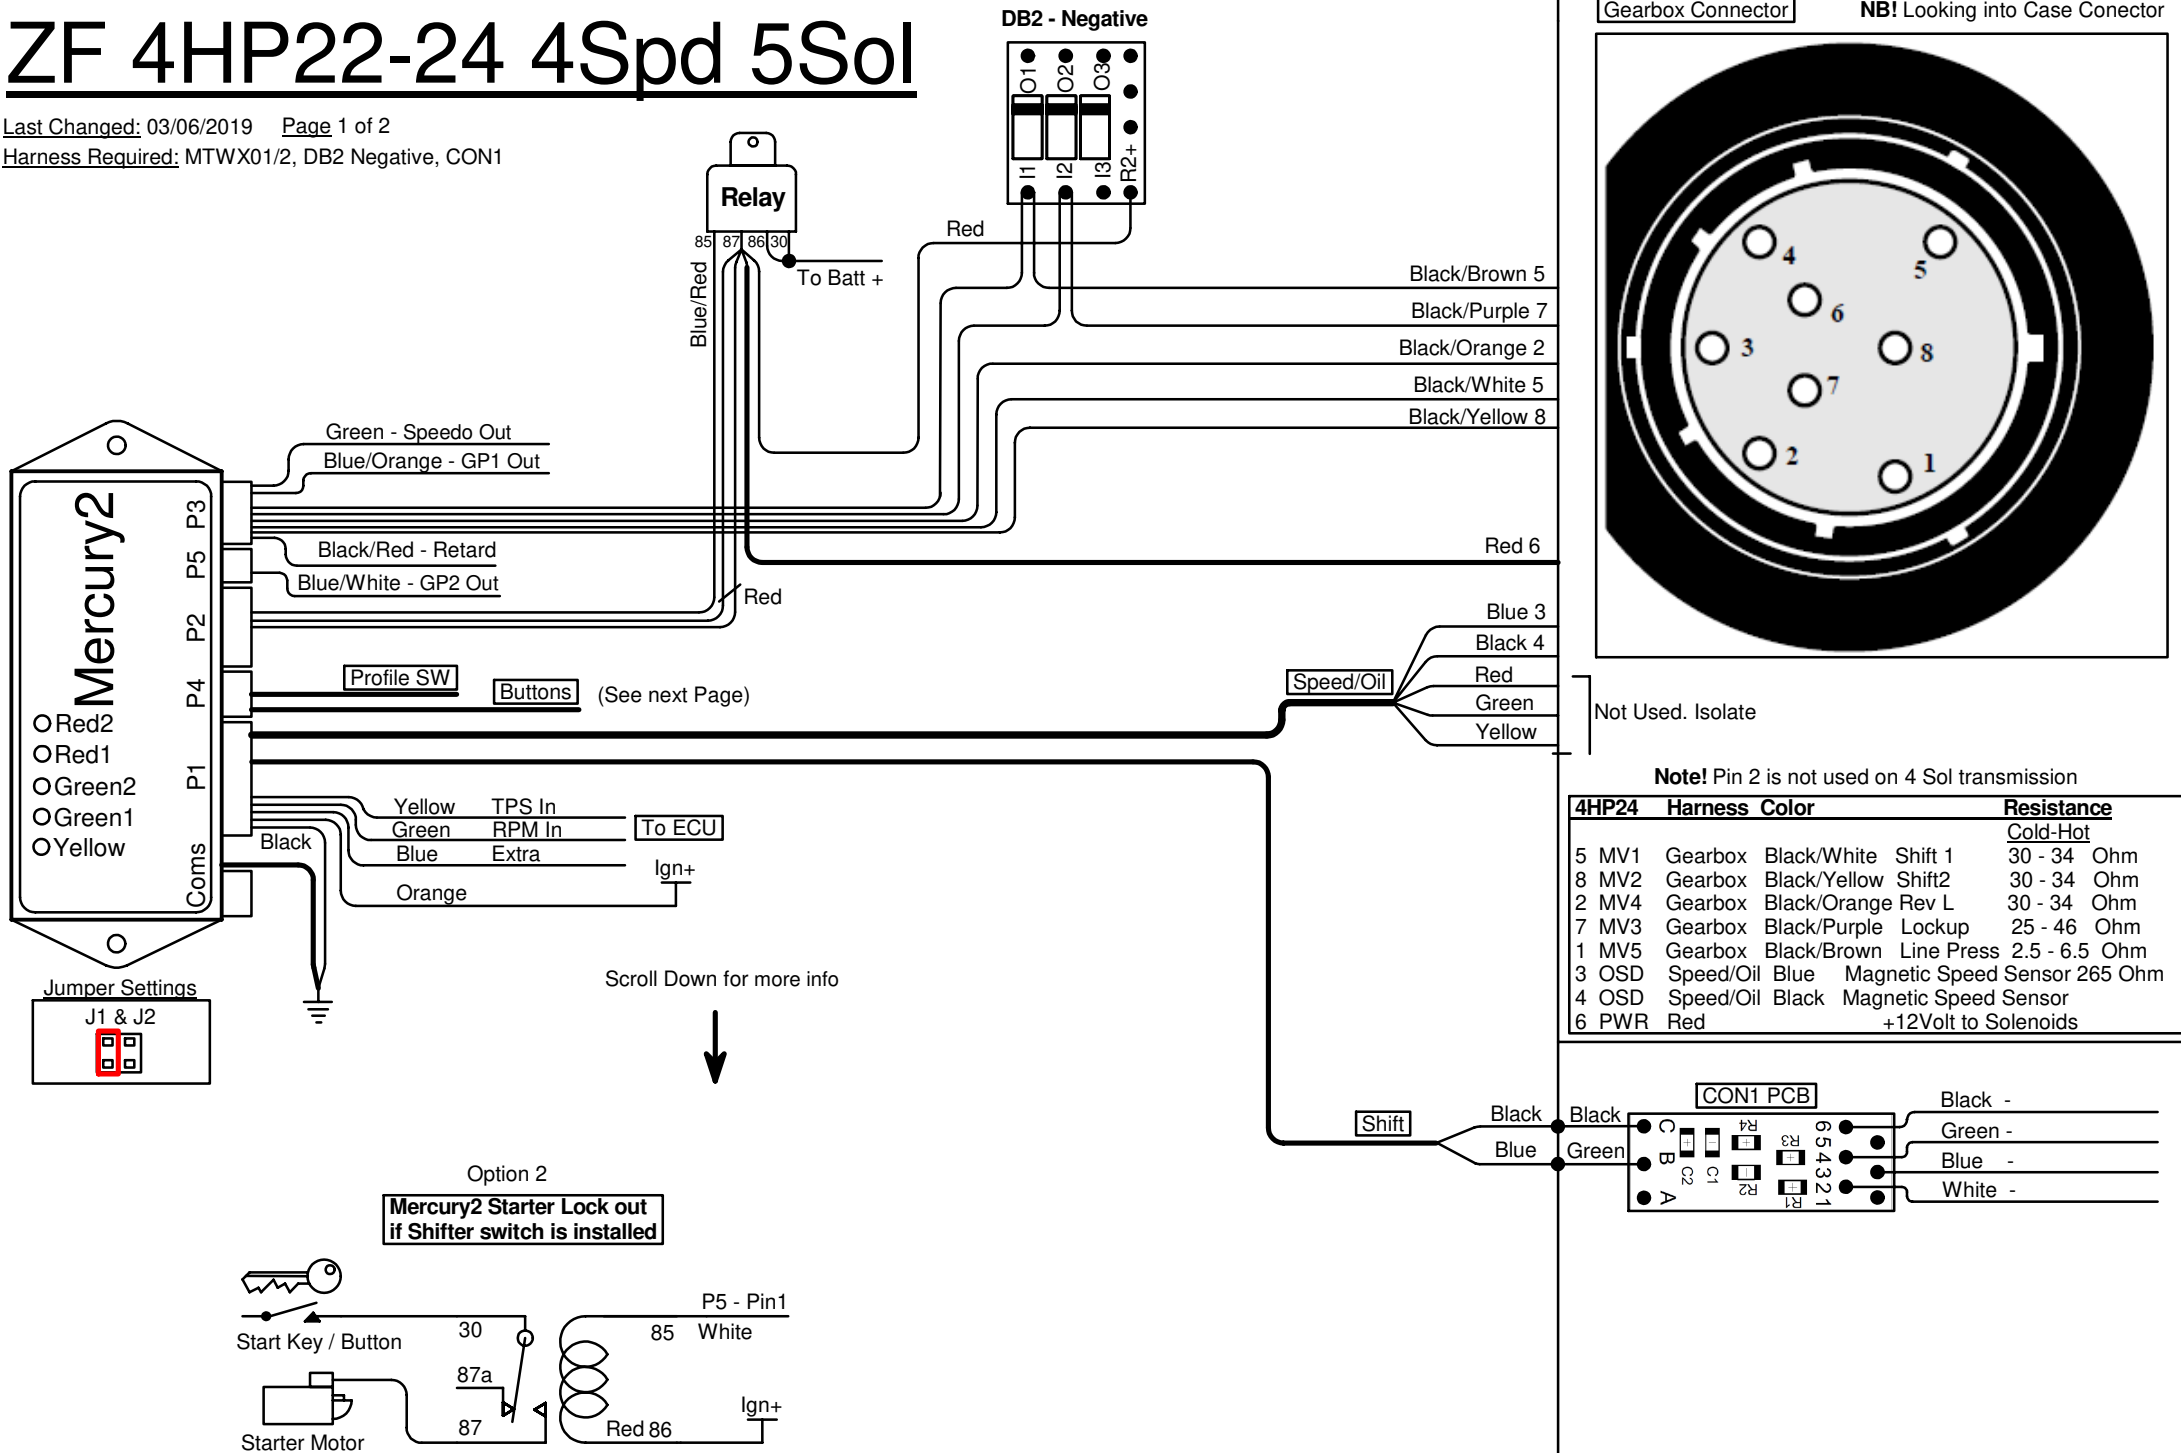 ZF 4HP22-24 4Spd 5Sol
Last Changed: 03/06/2019 Page 1 of 2
Harness Required: MTWX01/2, DB2 Negative, CON1
DB2 - Negative
O1 O2 O3
I1 I2 I3 R2+
Relay
85 87 86 30
To Batt +
Blue/Red
Red
Red
Black/Brown 5
Black/Purple 7
Black/Orange 2
Black/White 5
Black/Yellow 8
Red 6
Blue 3
Black 4
Red
Green
Yellow
Speed/Oil
Not Used. Isolate
Gearbox Connector
NB! Looking into Case Conector
4
5
6
3
8
7
2
1
Mercury2
P3
P5
P2
P4
P1
Coms
Red2
Red1
Green2
Green1
Yellow
Green - Speedo Out
Blue/Orange - GP1 Out
Black/Red - Retard
Blue/White - GP2 Out
Profile SW
Buttons
(See next Page)
Yellow TPS In
Green RPM In
Blue Extra
To ECU
Black
Orange
Ign+
Jumper Settings
J1 & J2
Scroll Down for more info
Note! Pin 2 is not used on 4 Sol transmission
4HP24 Harness Color Resistance
Cold-Hot
5 MV1 Gearbox Black/White Shift 1 30 - 34 Ohm
8 MV2 Gearbox Black/Yellow Shift2 30 - 34 Ohm
2 MV4 Gearbox Black/Orange Rev L 30 - 34 Ohm
7 MV3 Gearbox Black/Purple Lockup 25 - 46 Ohm
1 MV5 Gearbox Black/Brown Line Press 2.5 - 6.5 Ohm
3 OSD Speed/Oil Blue Magnetic Speed Sensor 265 Ohm
4 OSD Speed/Oil Black Magnetic Speed Sensor
6 PWR Red +12Volt to Solenoids
Shift
Black
Blue
Black
Green
CON1 PCB
C
B
A
C2
C1
R4
R2
R3
R1
6
5
4
3
2
1
Black -
Green -
Blue -
White -
Option 2
Mercury2 Starter Lock out
if Shifter switch is installed
Start Key / Button
30
87a
87
Starter Motor
P5 - Pin1
85 White
Red 86
Ign+